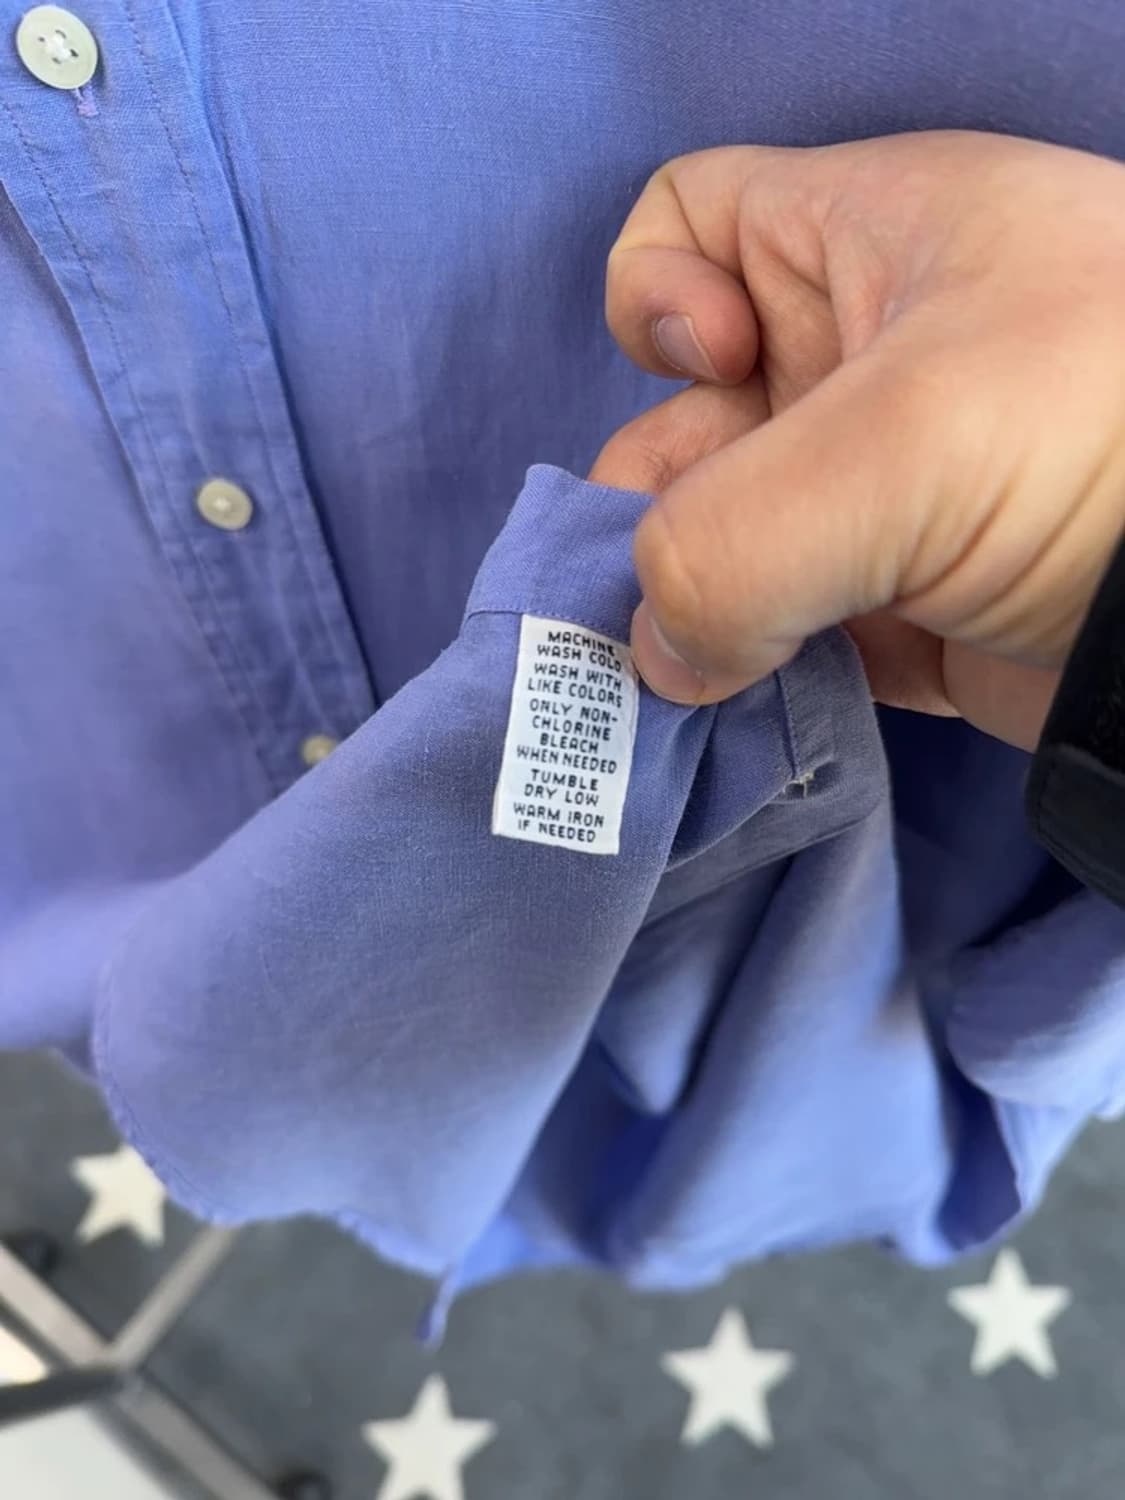 MACHINE
WASH COLD
WASH WITH
LIKE COLORS
ONLY NON-
CHLORINE
BLEACH
WHEN NEEDED
TUMBLE
DRY LOW
WARM IRON
IF NEEDED